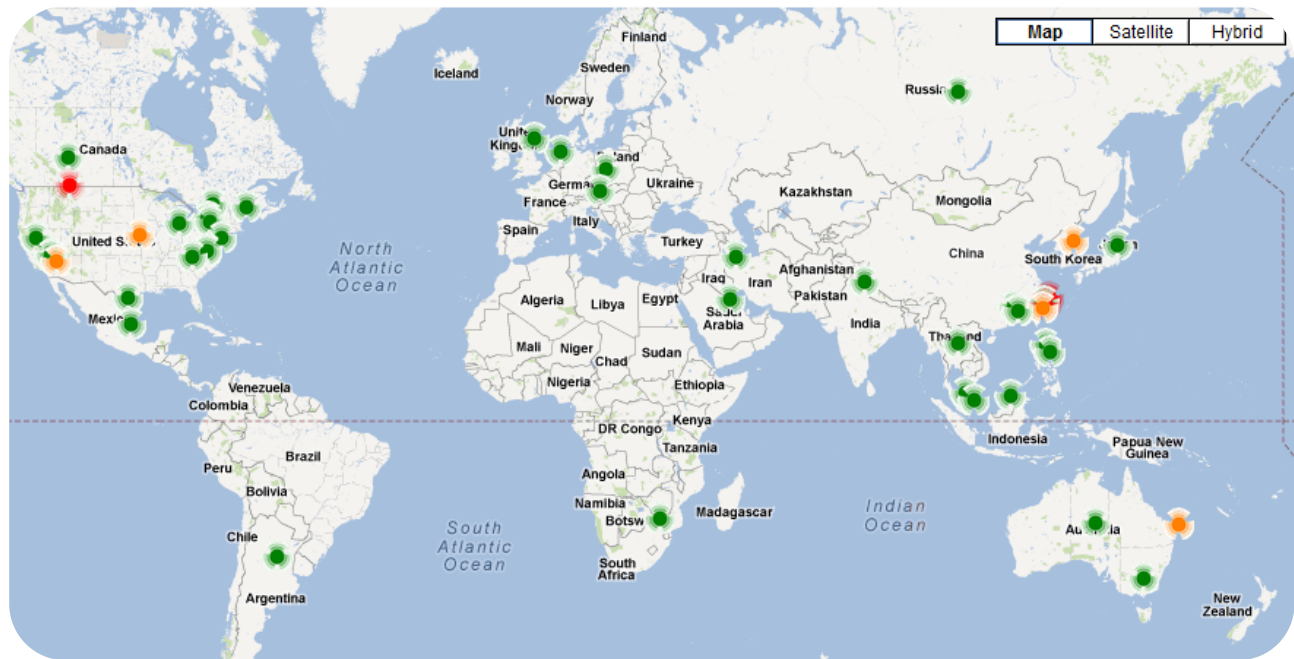 Map
Satellite
Hybrid
Finland
Iceland
Sweden
Russia
Norway
Canada
Ukraine
France
Kazakhstan
Mongolia
Italy
Spain
Turkey
United
North
Atlantic
Ocean
China
South Korea
Afghanistan
Iraq
Iran
Pakistan
Algeria
Libya
Egypt
Saudi
Arabia
India
Mali
Niger
Chad
Sudan
Nigeria
Ethiopia
Venezuela
Colombia
Kenya
DR Congo
Tanzania
Indonesia
Papua New
Guinea
Brazil
Peru
Bolivia
Angola
Namibia
Madagascar
Indian
Ocean
Chile
South
Atlantic
Ocean
South
Africa
Argentina
New
Zealand